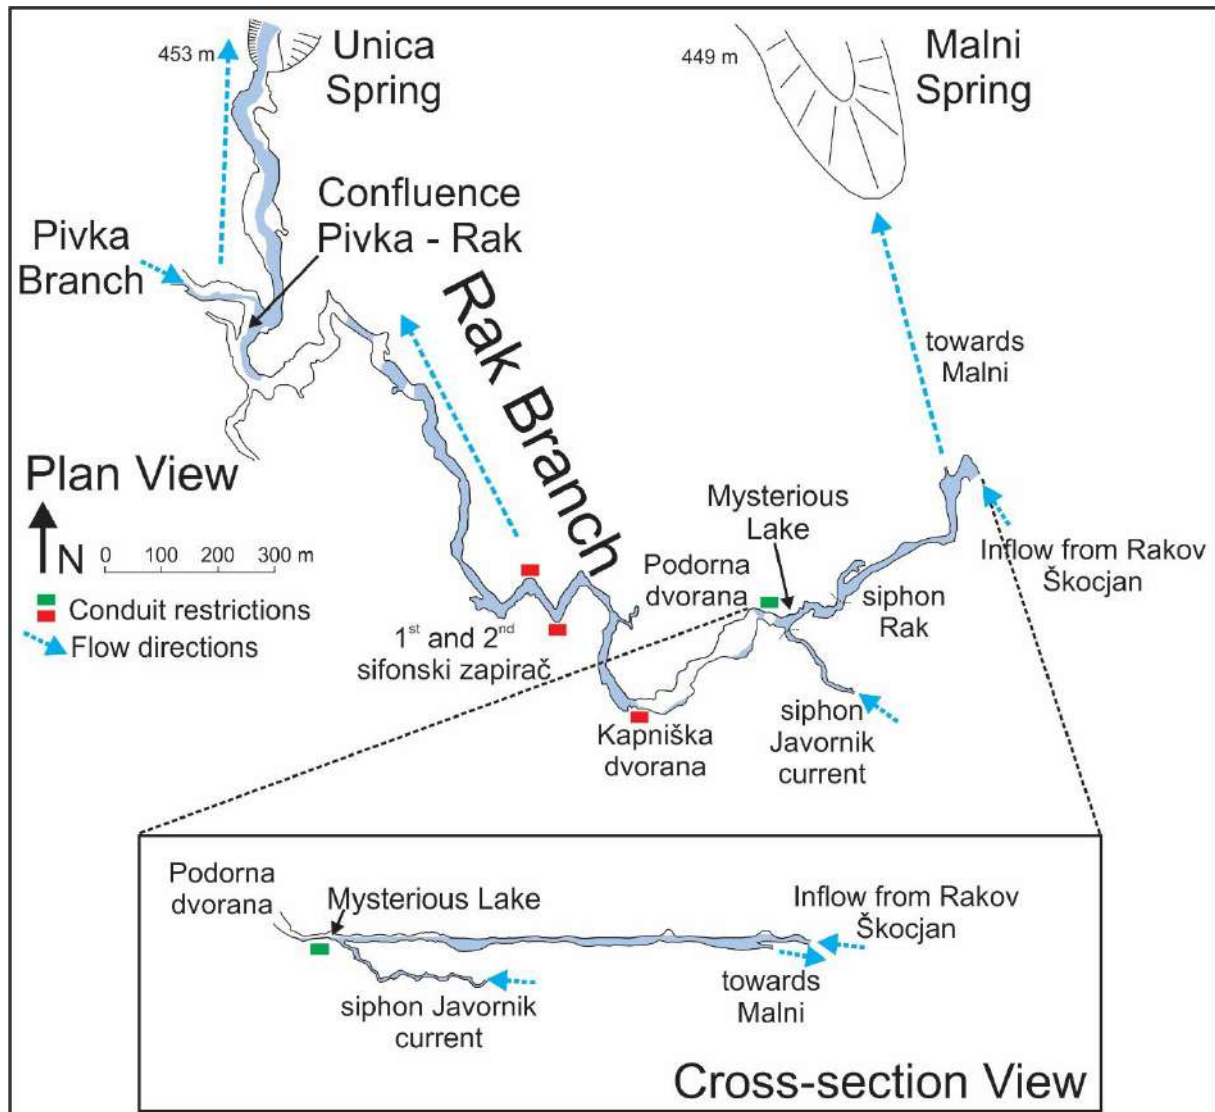 453 m
Unica
Spring
449 m
Malni
Spring
Confluence
Pivka - Rak
Pivka
Branch
Rak Branch
towards
Malni
Plan View
N
0 100 200 300 m
Conduit restrictions
Flow directions
1st and 2nd
sifonski zapirač
Mysterious
Lake
Podorna
dvorana
Inflow from Rakov
Škocjan
siphon
Rak
Kapniška
dvorana
siphon
Javornik
current
Podorna
dvorana
Mysterious Lake
Inflow from Rakov
Škocjan
siphon Javornik
current
towards
Malni
Cross-section View